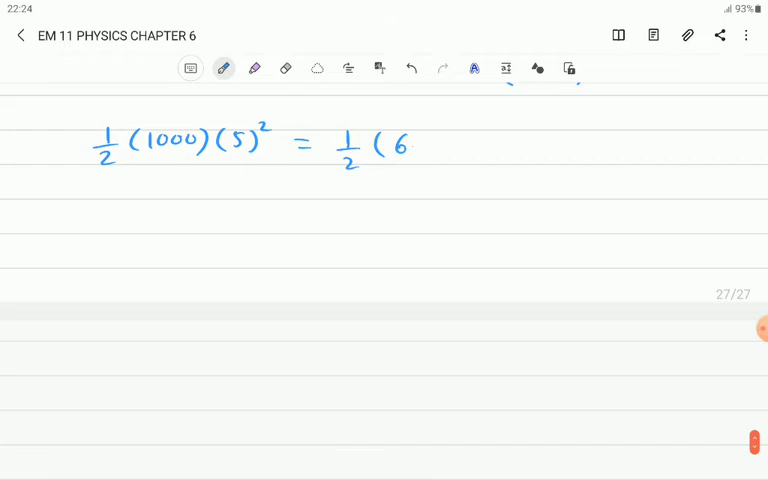 22:24 93%
EM 11 PHYSICS CHAPTER 6
½ (1000)(5)² = ½ (6
27/27